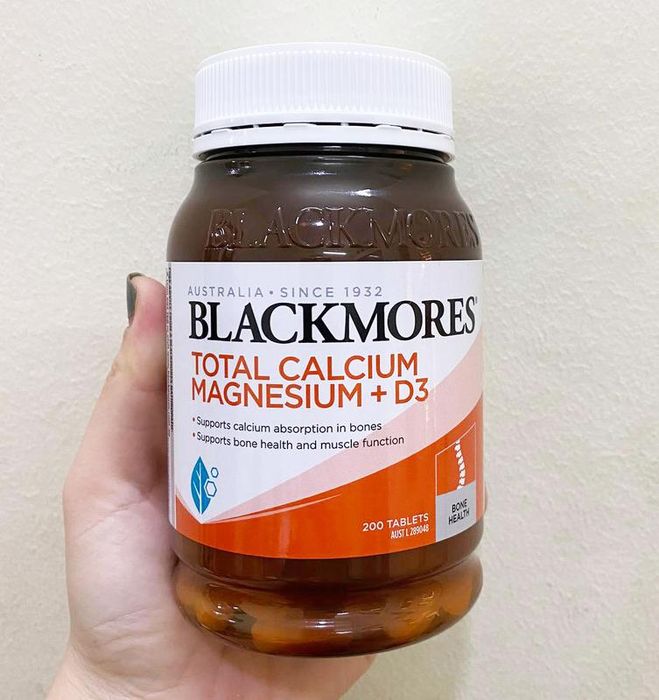 BLACKMORES
AUSTRALIA • SINCE 1932
BLACKMORES®
TOTAL CALCIUM
MAGNESIUM + D3
• Supports calcium absorption in bones
• Supports bone health and muscle function
200 TABLETS
AUST L 289048
BONE
HEALTH